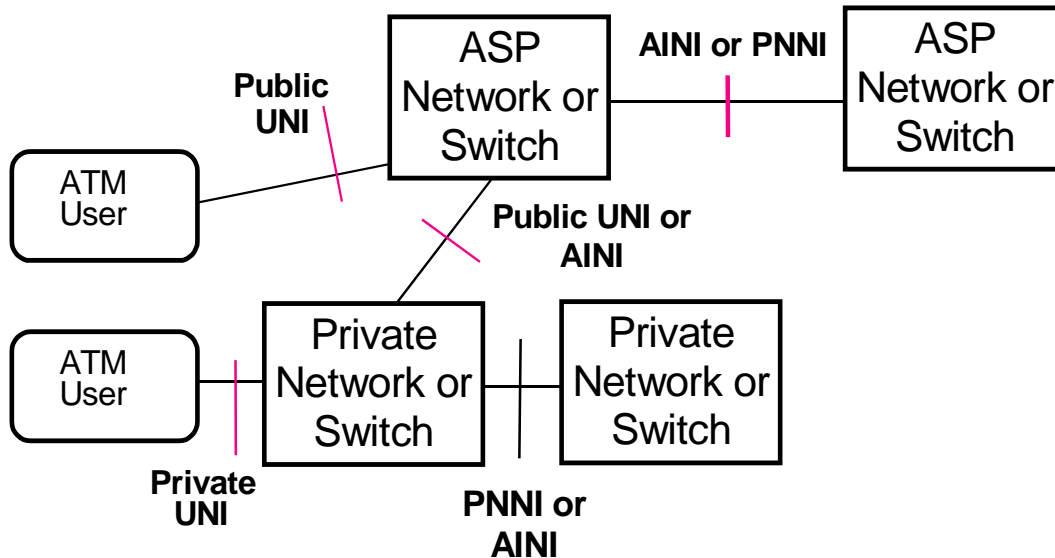 ASP
Network or
Switch
AINI or PNNI
ASP
Network or
Switch
Public
UNI
ATM
User
Public UNI or
AINI
ATM
User
Private
Network or
Switch
Private
Network or
Switch
Private
UNI
PNNI or
AINI